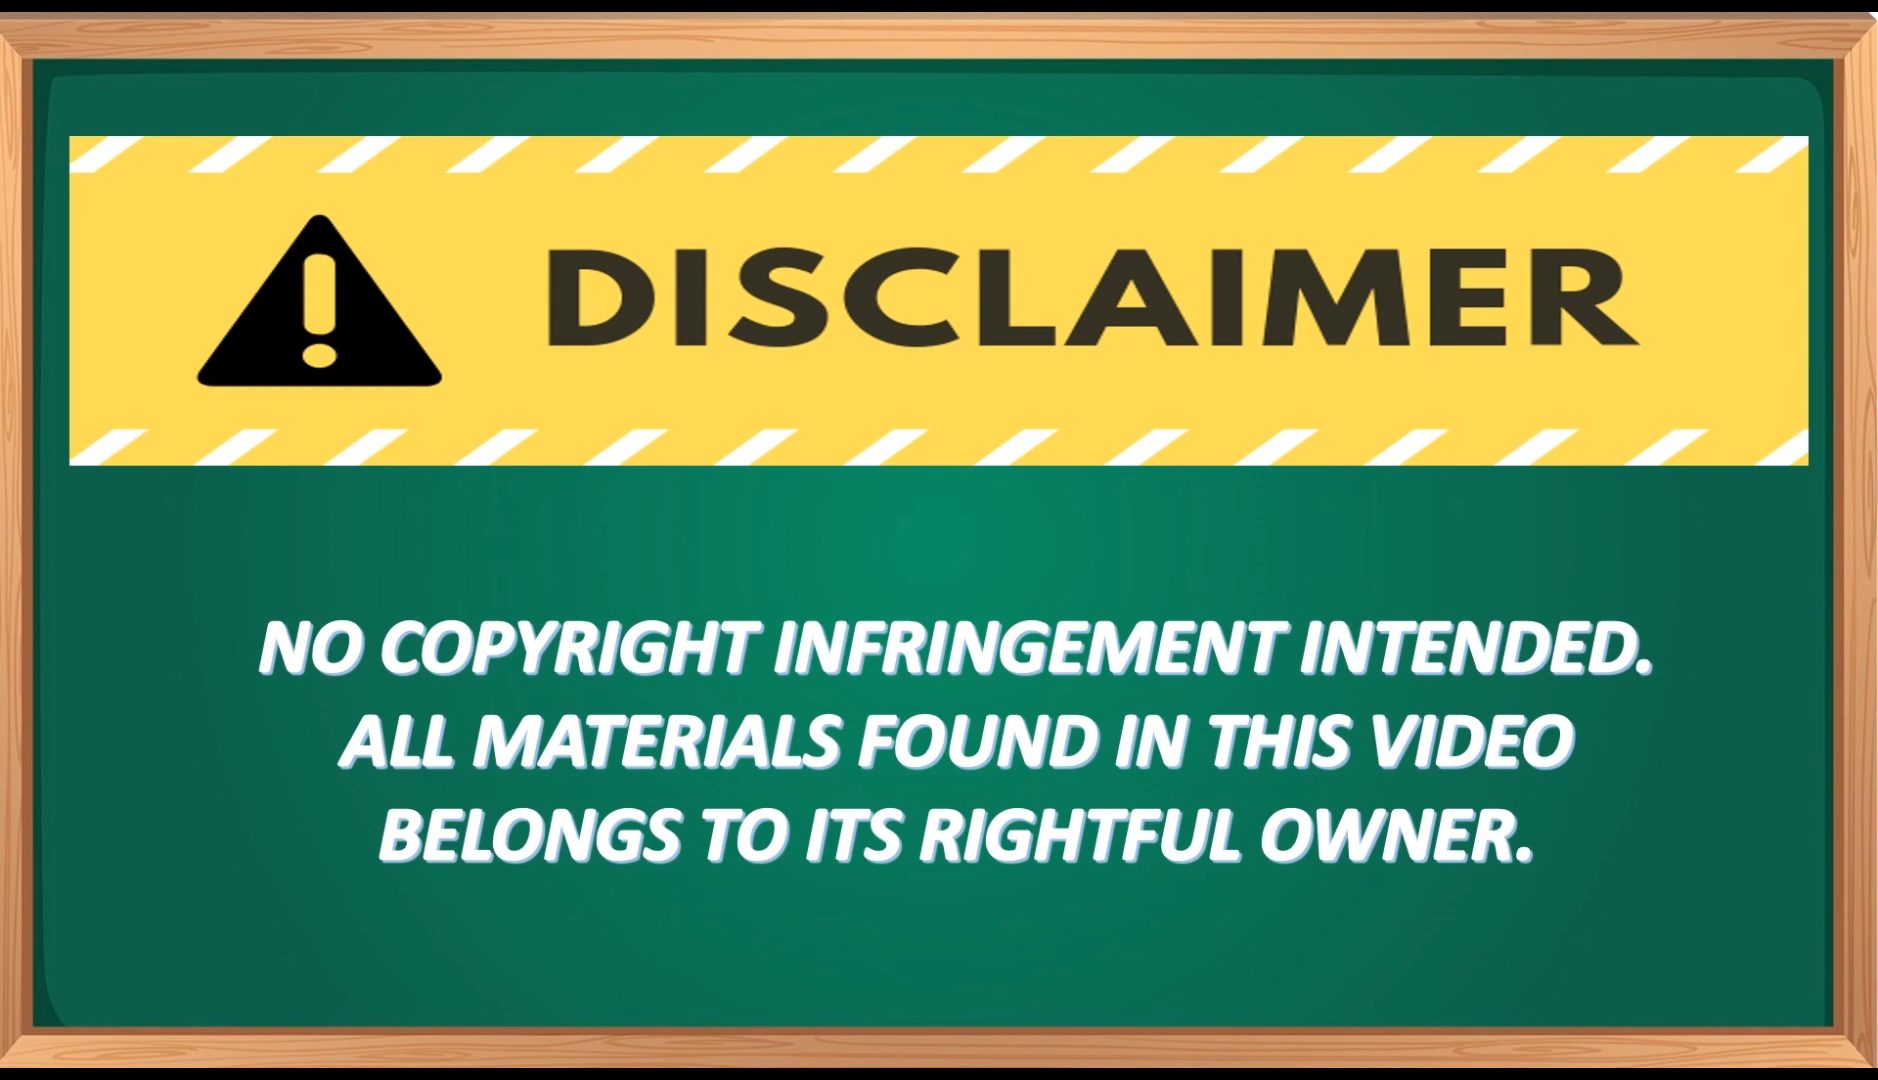 DISCLAIMER
NO COPYRIGHT INFRINGEMENT INTENDED.
ALL MATERIALS FOUND IN THIS VIDEO
BELONGS TO ITS RIGHTFUL OWNER.